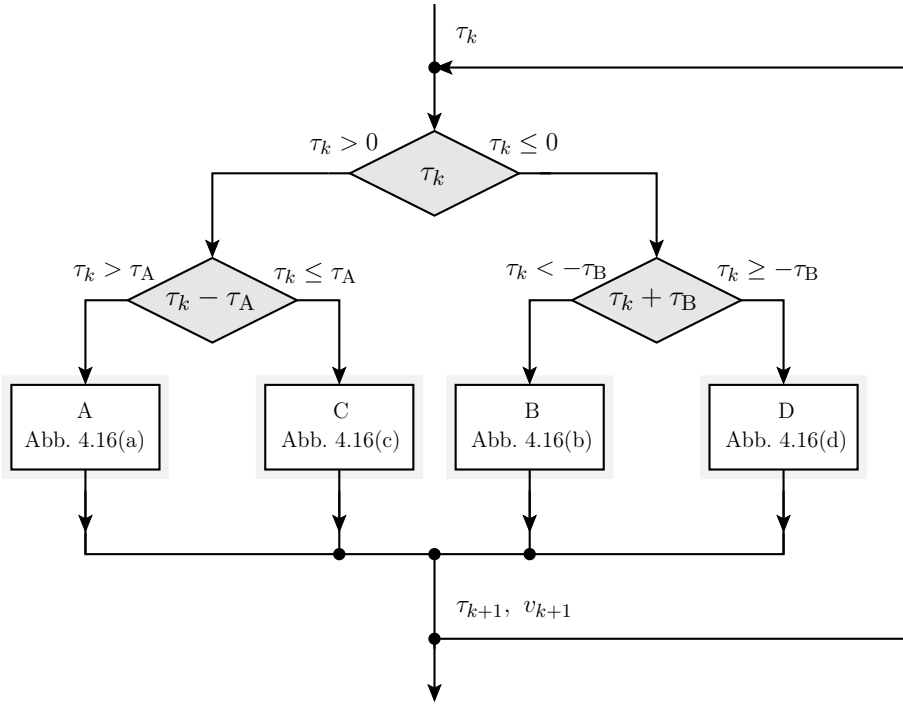 τ_k
τ_k > 0
τ_k ≤ 0
τ_k
τ_k > τ_A
τ_k ≤ τ_A
τ_k < −τ_B
τ_k ≥ −τ_B
τ_k − τ_A
τ_k + τ_B
A
Abb. 4.16(a)
C
Abb. 4.16(c)
B
Abb. 4.16(b)
D
Abb. 4.16(d)
τ_{k+1}, v_{k+1}